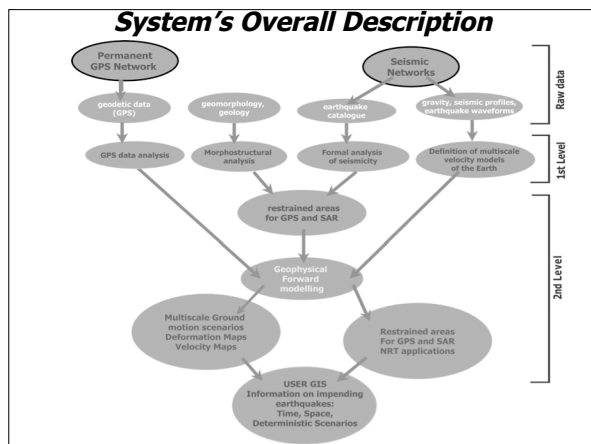 System's Overall Description
Permanent
GPS Network
Seismic
Networks
geodetic data
(GPS)
geomorphology,
geology
earthquake
catalogue
gravity, seismic profiles,
earthquake waveforms
Raw data
GPS data analysis
Morphostructural
analysis
Formal analysis
of seismicity
Definition of multiscale
velocity models
of the Earth
1st Level
restrained areas
for GPS and SAR
Geophysical
Forward
modelling
2nd Level
Multiscale Ground
motion scenarios
Deformation Maps
Velocity Maps
Restrained areas
For GPS and SAR
NRT applications
USER GIS
Information on impending
earthquakes:
Time, Space,
Deterministic Scenarios